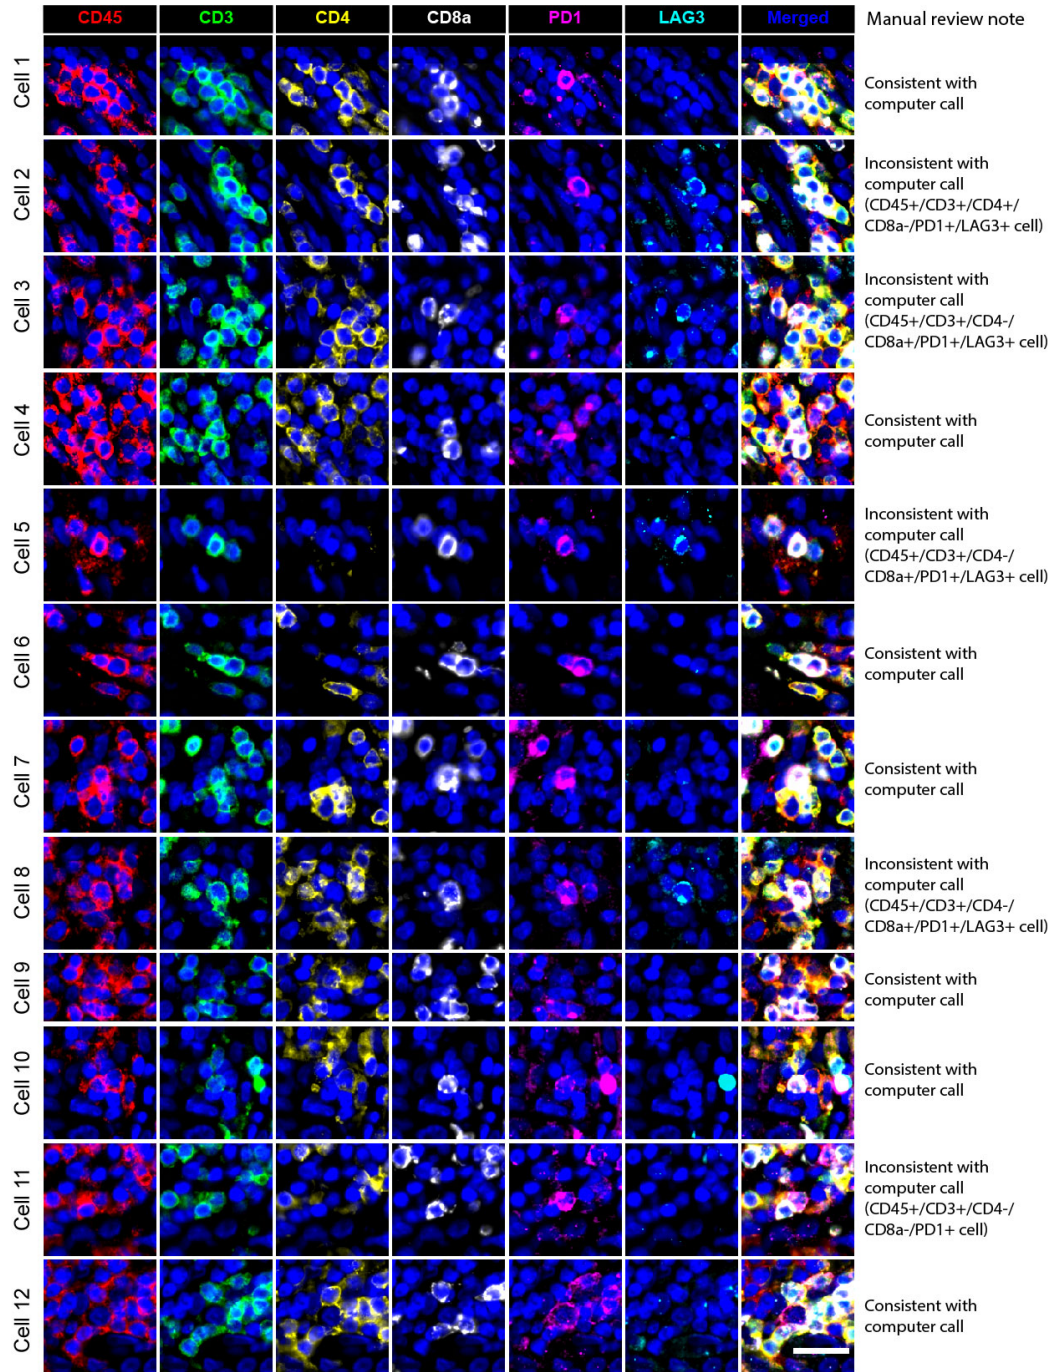 CD45 CD3 CD4 CD8a PD1 LAG3 Merged Manual review note
Cell 1
Consistent with
computer call
Cell 2
Inconsistent with
computer call
(CD45+/CD3+/CD4+/
CD8a-/PD1+/LAG3+ cell)
Cell 3
Inconsistent with
computer call
(CD45+/CD3+/CD4-/
CD8a+/PD1+/LAG3+ cell)
Cell 4
Consistent with
computer call
Cell 5
Inconsistent with
computer call
(CD45+/CD3+/CD4-/
CD8a+/PD1+/LAG3+ cell)
Cell 6
Consistent with
computer call
Cell 7
Consistent with
computer call
Cell 8
Inconsistent with
computer call
(CD45+/CD3+/CD4-/
CD8a+/PD1+/LAG3+ cell)
Cell 9
Consistent with
computer call
Cell 10
Consistent with
computer call
Cell 11
Inconsistent with
computer call
(CD45+/CD3+/CD4-/
CD8a-/PD1+ cell)
Cell 12
Consistent with
computer call